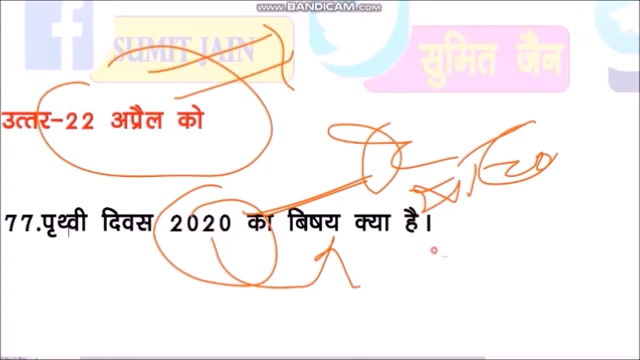 www.BANDICAM.com
SUMIT JAIN
सुमित जैन
उत्तर-22 अप्रैल को
77.पृथ्वी दिवस 2020 का बिषय क्या है।